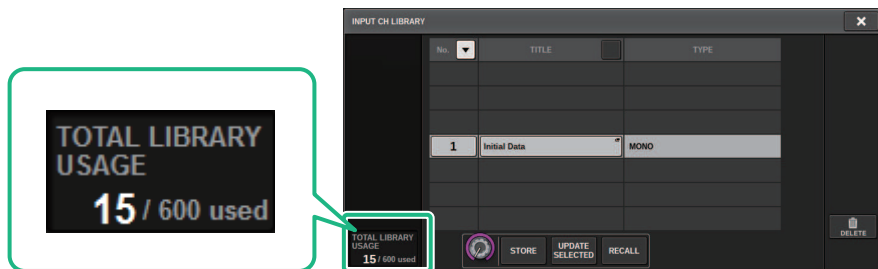 INPUT CH LIBRARY
No. TITLE TYPE
1 Initial Data MONO
TOTAL LIBRARY
USAGE
15 / 600 used
TOTAL LIBRARY
USAGE
15 / 600 used
STORE
UPDATE
SELECTED
RECALL
DELETE